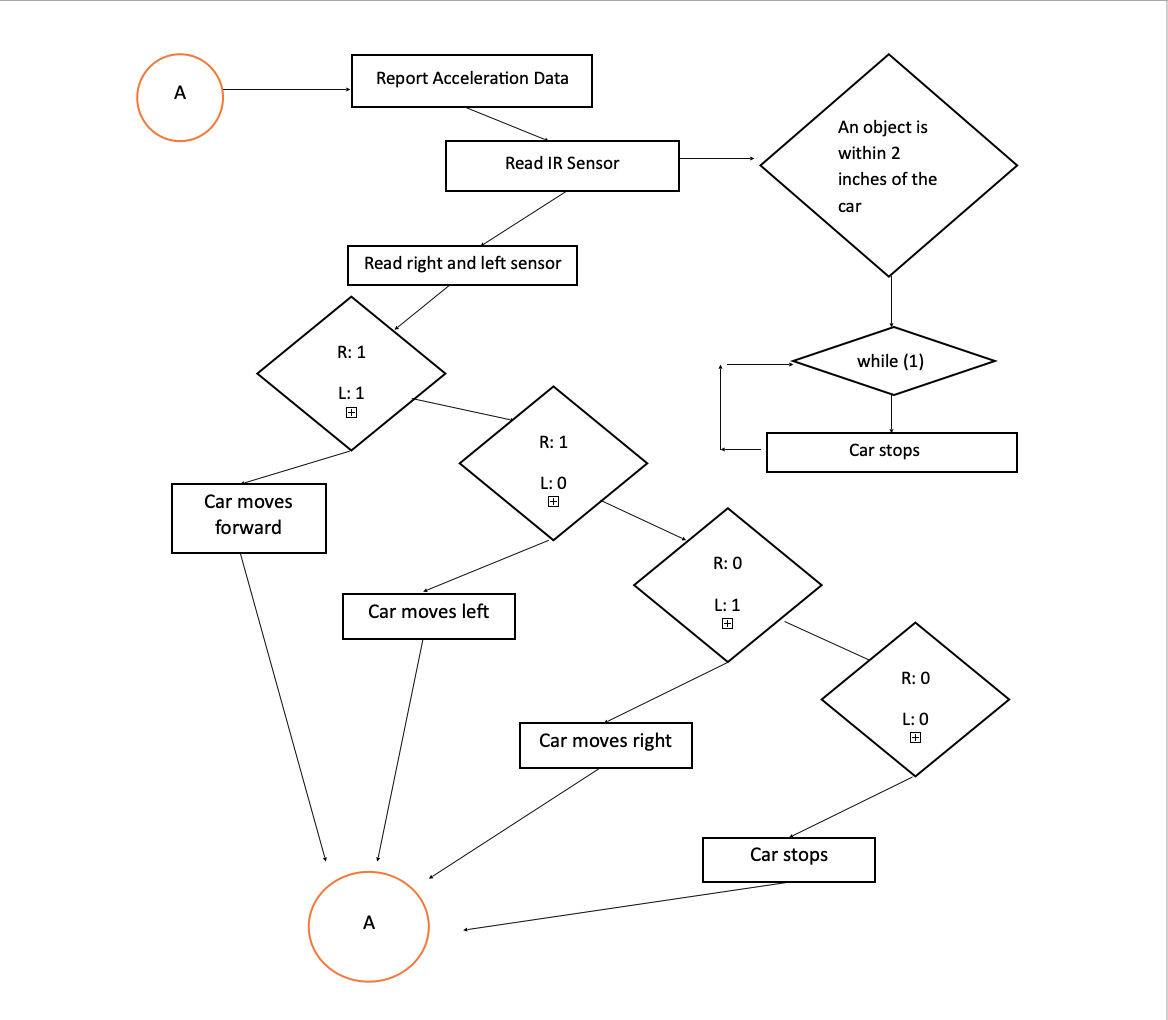 A
Report Acceleration Data
An object is
within 2
inches of the
car
Read IR Sensor
Read right and left sensor
R: 1
L: 1
while (1)
Car stops
R: 1
L: 0
Car moves
forward
R: 0
L: 1
Car moves left
R: 0
L: 0
Car moves right
Car stops
A